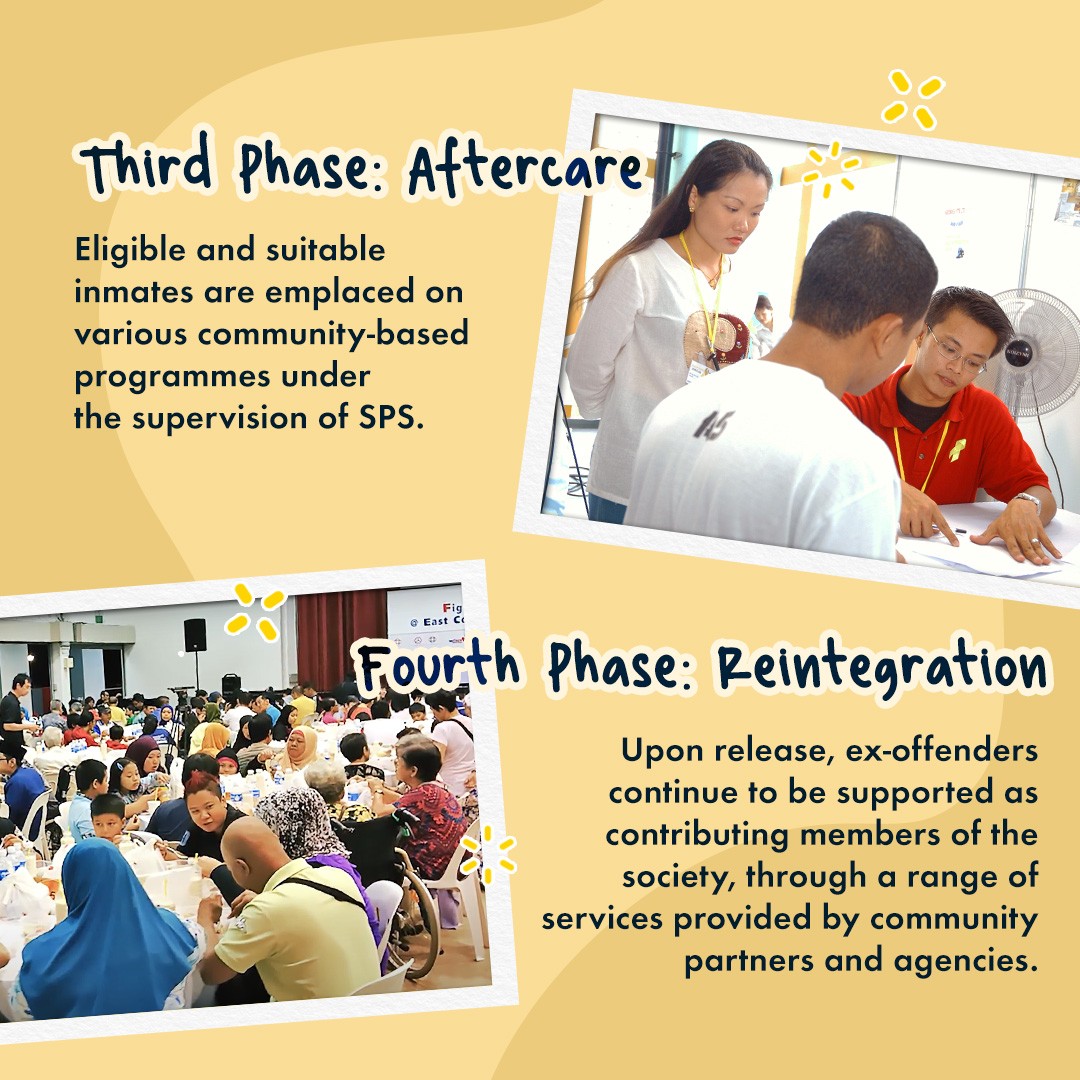 Third Phase: Aftercare
Eligible and suitable
inmates are emplaced on
various community-based
programmes under
the supervision of SPS.
Fig
@ East Co
Fourth Phase: Reintegration
Upon release, ex-offenders
continue to be supported as
contributing members of the
society, through a range of
services provided by community
partners and agencies.